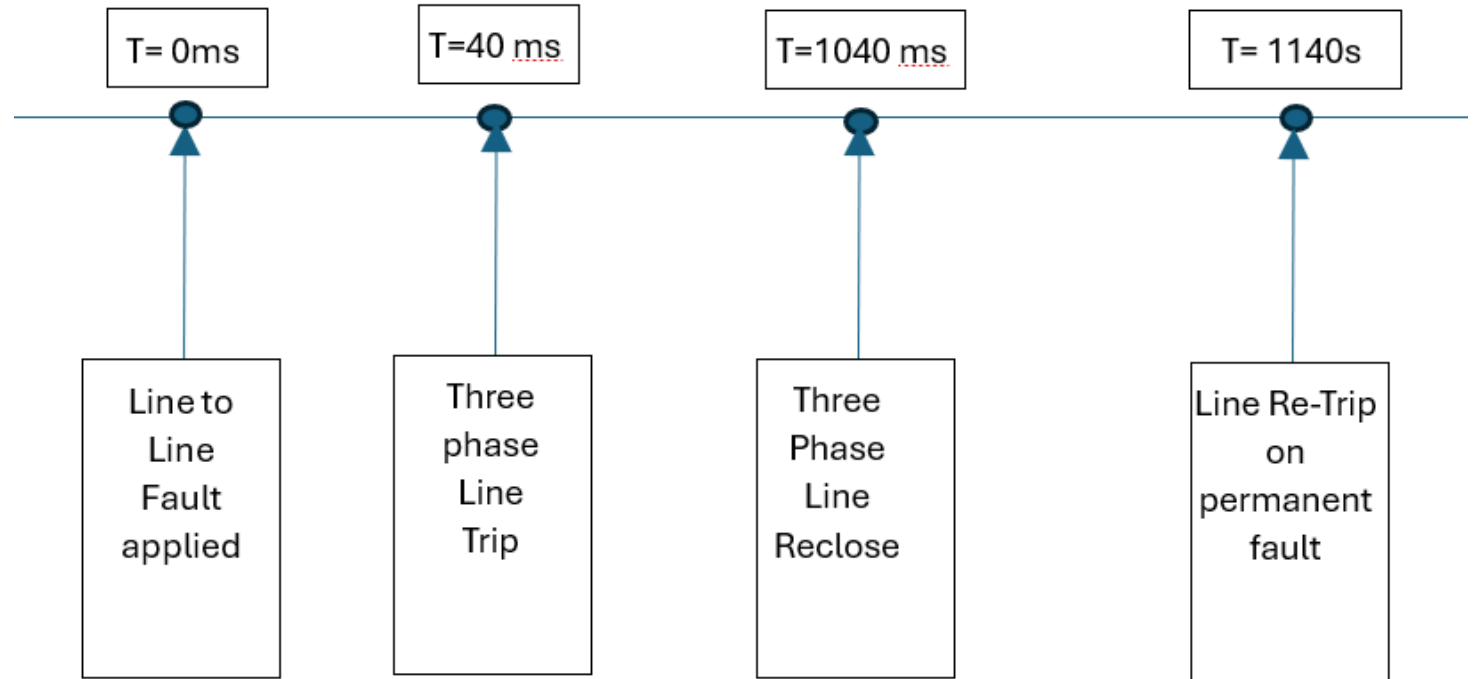 T= 0ms
T=40 ms
T=1040 ms
T= 1140s
Line to
Line
Fault
applied
Three
phase
Line
Trip
Three
Phase
Line
Reclose
Line Re-Trip
on
permanent
fault